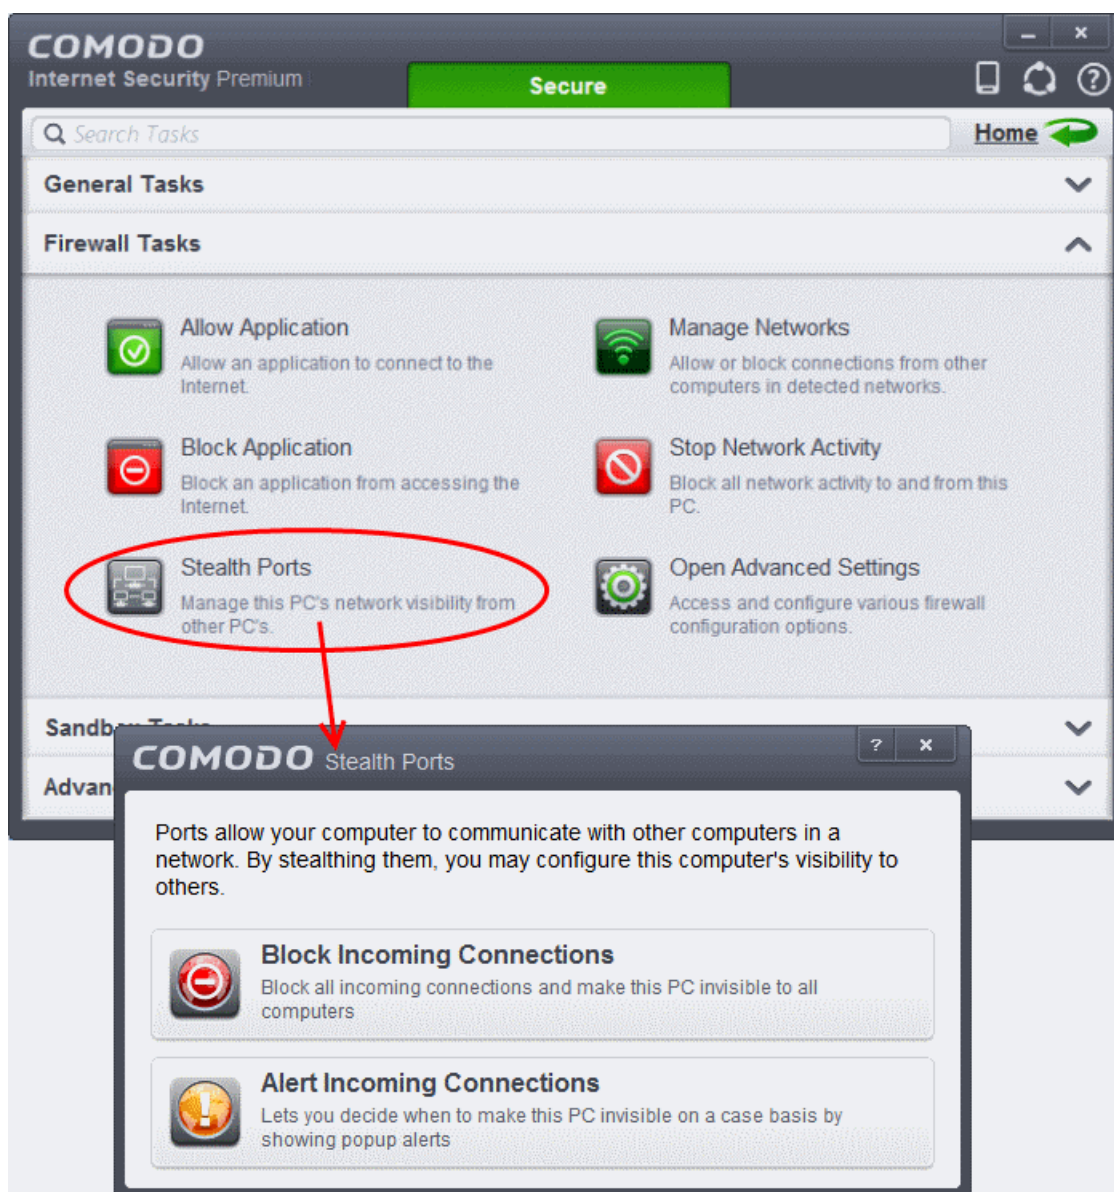 COMODO
Internet Security Premium
Secure
Search Tasks
Home
General Tasks
Firewall Tasks
Allow Application
Allow an application to connect to the
Internet.
Manage Networks
Allow or block connections from other
computers in detected networks.
Block Application
Block an application from accessing the
Internet.
Stop Network Activity
Block all network activity to and from this
PC.
Stealth Ports
Manage this PC's network visibility from
other PC's.
Open Advanced Settings
Access and configure various firewall
configuration options.
Sandbox Tasks
Advan
COMODO Stealth Ports
Ports allow your computer to communicate with other computers in a
network. By stealthing them, you may configure this computer's visibility to
others.
Block Incoming Connections
Block all incoming connections and make this PC invisible to all
computers
Alert Incoming Connections
Lets you decide when to make this PC invisible on a case basis by
showing popup alerts